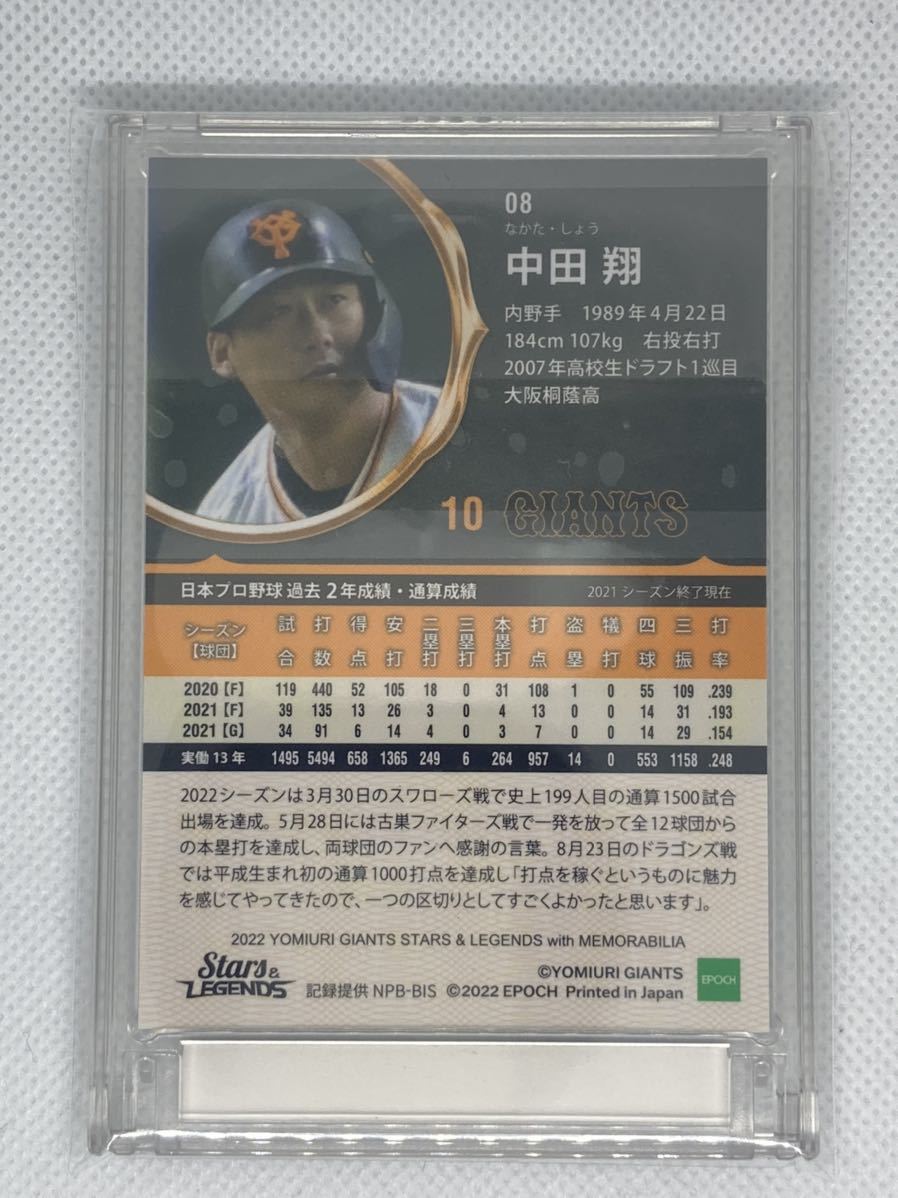 08
なかた・しょう
中田 翔
内野手 1989年4月22日
184cm 107kg 右投右打
2007年高校生ドラフト1巡目
大阪桐蔭高
10 GIANTS
日本プロ野球 過去2年成績・通算成績 2021シーズン終了現在
シーズン【球団】 試合 打数 得点 安打 二塁打 三塁打 本塁打 打点 盗塁 犠打 四球 三振 打率
2020【F】 119 440 52 105 18 0 31 108 1 0 55 109 .239
2021【F】 39 135 13 26 3 0 4 13 0 0 14 31 .193
2021【G】 34 91 6 14 4 0 3 7 0 0 14 29 .154
実働13年 1495 5494 658 1365 249 6 264 957 14 0 553 1158 .248
2022シーズンは3月30日のスワローズ戦で史上199人目の通算1500試合
出場を達成。5月28日には古巣ファイターズ戦で一発を放って全12球団から
の本塁打を達成し、両球団のファンへ感謝の言葉。8月23日のドラゴンズ戦
では平成生まれ初の通算1000打点を達成し「打点を稼ぐというものに魅力
を感じてやってきたので、一つの区切りとしてすごくよかったと思います」。
2022 YOMIURI GIANTS STARS & LEGENDS with MEMORABILIA
Stars & LEGENDS
©YOMIURI GIANTS
記録提供 NPB-BIS ©2022 EPOCH Printed in Japan
EPOCH